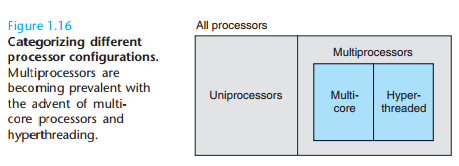 Figure 1.16
Categorizing different
processor configurations.
Multiprocessors are
becoming prevalent with
the advent of multi-
core processors and
hyperthreading.
All processors
Uniprocessors
Multiprocessors
Multi-
core
Hyper-
threaded